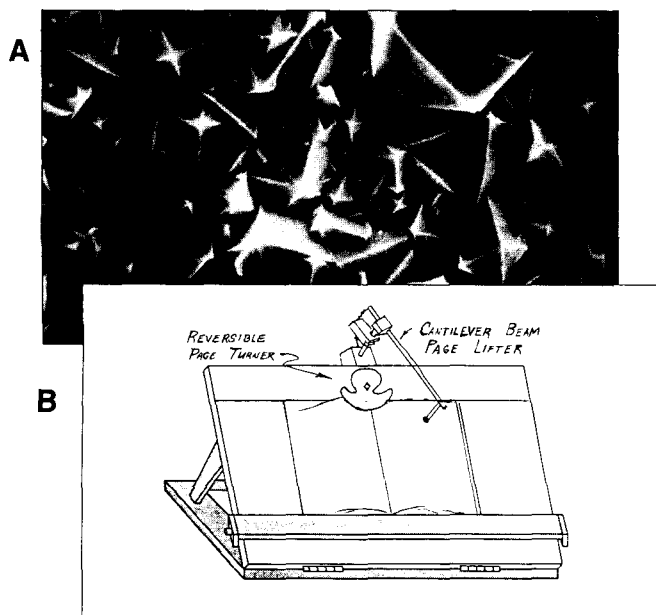 A
REVERSIBLE
PAGE TURNER
CANTILEVER BEAM
PAGE LIFTER
B